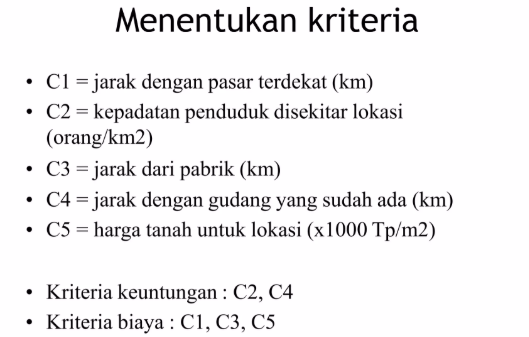 Menentukan kriteria
• C1 = jarak dengan pasar terdekat (km)
• C2 = kepadatan penduduk disekitar lokasi
(orang/km2)
• C3 = jarak dari pabrik (km)
• C4 = jarak dengan gudang yang sudah ada (km)
• C5 = harga tanah untuk lokasi (x1000 Tp/m2)
• Kriteria keuntungan : C2, C4
• Kriteria biaya : C1, C3, C5